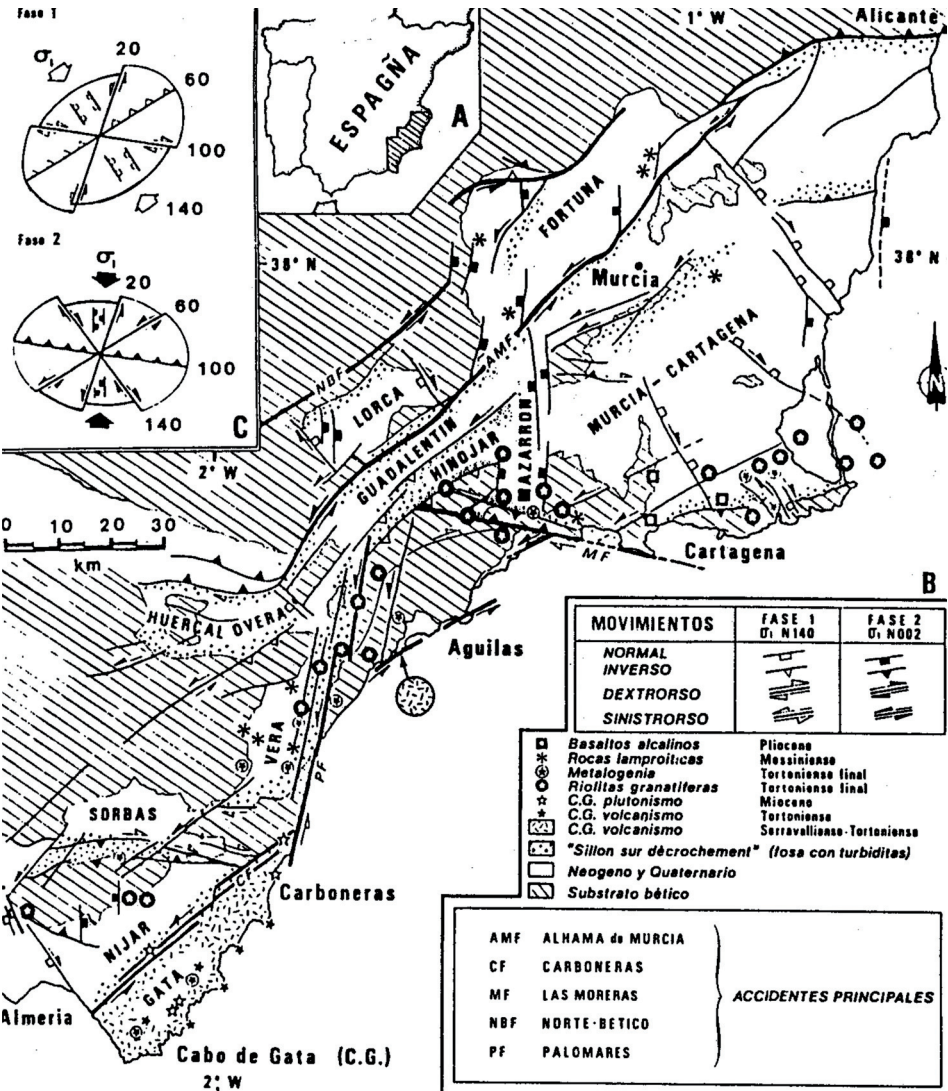 Fase 1
σ₁
20
60
100
140
Fase 2
σ₁
20
60
100
140
C
ESPAGÑA
A
1° W
Alicante
38° N
38° N
FORTUNA
Murcia
NBF
AMF
LORCA
GUADALENTIN
HINOJAR
MAZARRON
MURCIA - CARTAGENA
N
2° W
0 10 20 30
km
MF
Cartagena
HUERCAL OVERA
Aguilas
VERA
PF
SORBAS
CF
Carboneras
NIJAR
GATA
Almeria
Cabo de Gata (C.G.)
2° W
B
MOVIMIENTOS FASE 1 FASE 2
σ₁ N140 σ₁ N002
NORMAL
INVERSO
DEXTRORSO
SINISTRORSO
Basaltos alcalinos Plioceno
Rocas lamproiticas Messiniense
Metalogenia Tortoniense final
Riolitas granatiferas Tortoniense final
C.G. plutonismo Mioceno
C.G. volcanismo Tortoniense
C.G. volcanismo Serravalliense-Tortoniense
"Sillon sur dècrochement" (fosa con turbiditas)
Neogeno y Quaternario
Substrato bético
AMF ALHAMA de MURCIA
CF CARBONERAS
MF LAS MORERAS
NBF NORTE-BETICO
PF PALOMARES
ACCIDENTES PRINCIPALES